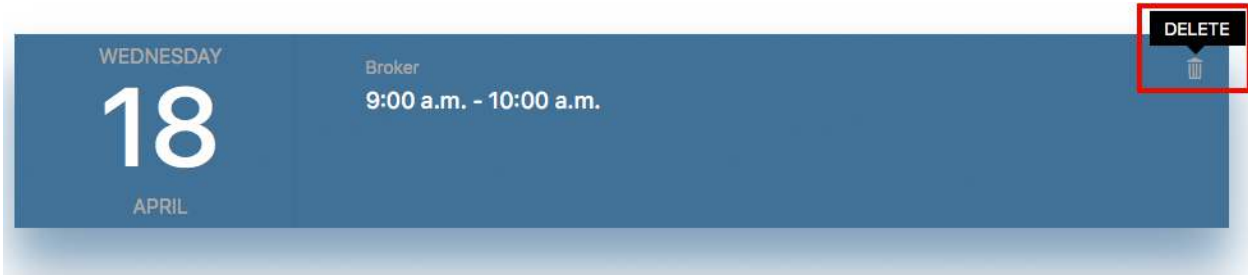 DELETE
WEDNESDAY
18
APRIL
Broker
9:00 a.m. - 10:00 a.m.